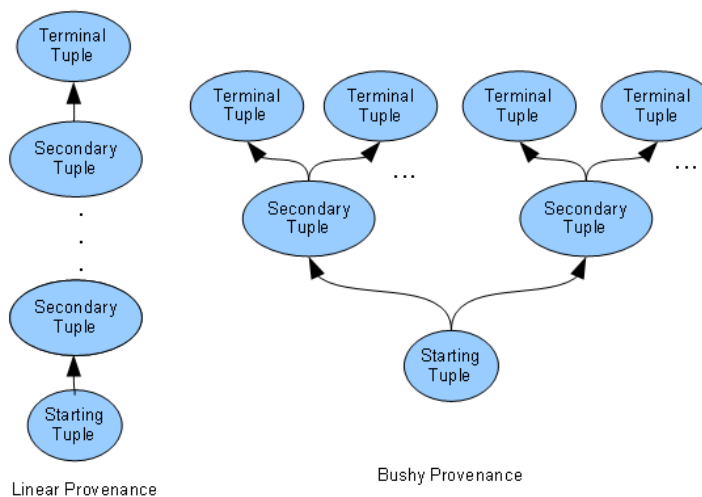 Terminal
Tuple
Secondary
Tuple
.
.
.
Secondary
Tuple
Starting
Tuple
Linear Provenance
Terminal
Tuple
Terminal
Tuple
...
Terminal
Tuple
Terminal
Tuple
...
Secondary
Tuple
Secondary
Tuple
Starting
Tuple
Bushy Provenance